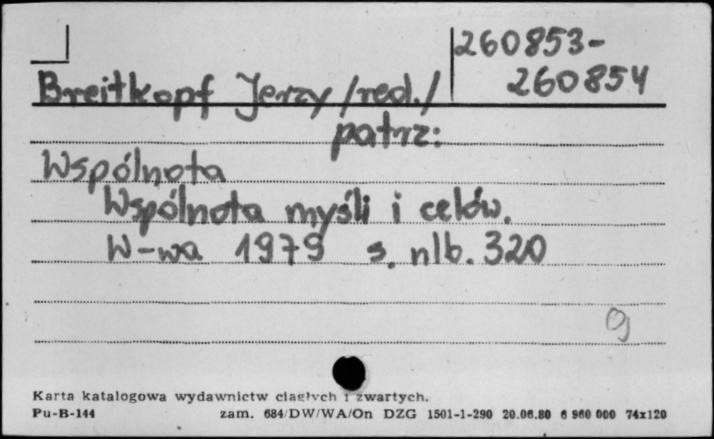 260853-
260854
Breitkopf Jerzy /red./
patrz:
Wspólnota
Wspólnota myśli i celów.
W-wa 1979 s. nlb. 320
Karta katalogowa wydawnictw ciągłych i zwartych.
Pu-B-144 zam. 684/DW/WA/On DZG 1501-1-290 20.06.80 6 960 000 74x120